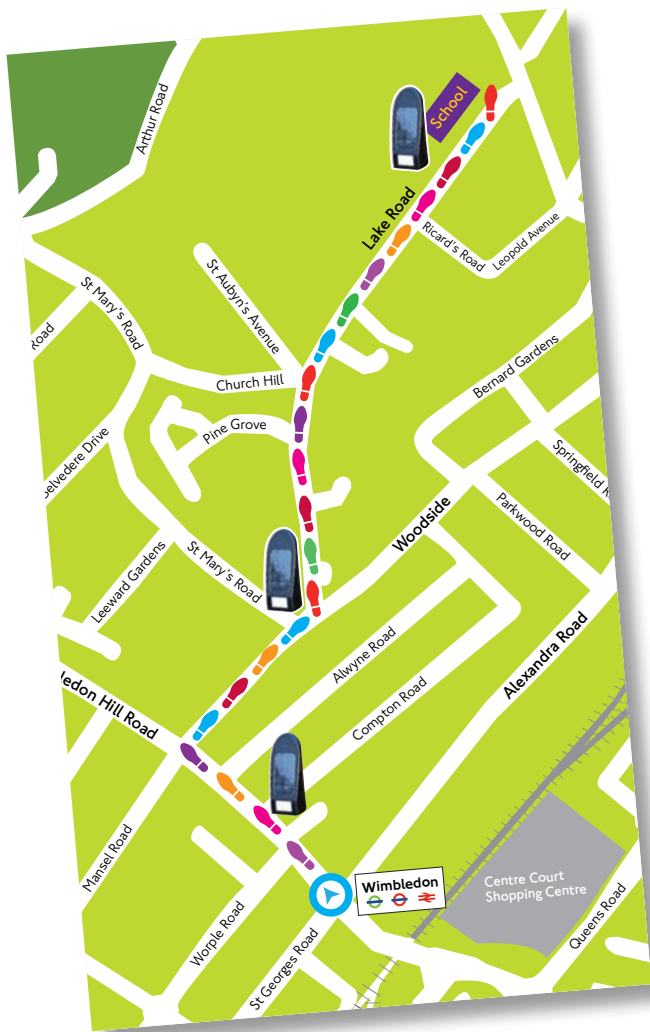 Arthur Road
School
Lake Road
Ricard's Road
Leopold Avenue
St Aubyn's Avenue
St Mary's Road
Road
Church Hill
Bernard Gardens
Pine Grove
Belvedere Drive
Springfield R
Woodside
Parkwood Road
Leeward Gardens
St Mary's Road
Alwyne Road
Alexandra Road
Compton Road
ledon Hill Road
Mansel Road
Wimbledon
Centre Court
Shopping Centre
Worple Road
St Georges Road
Queens Road